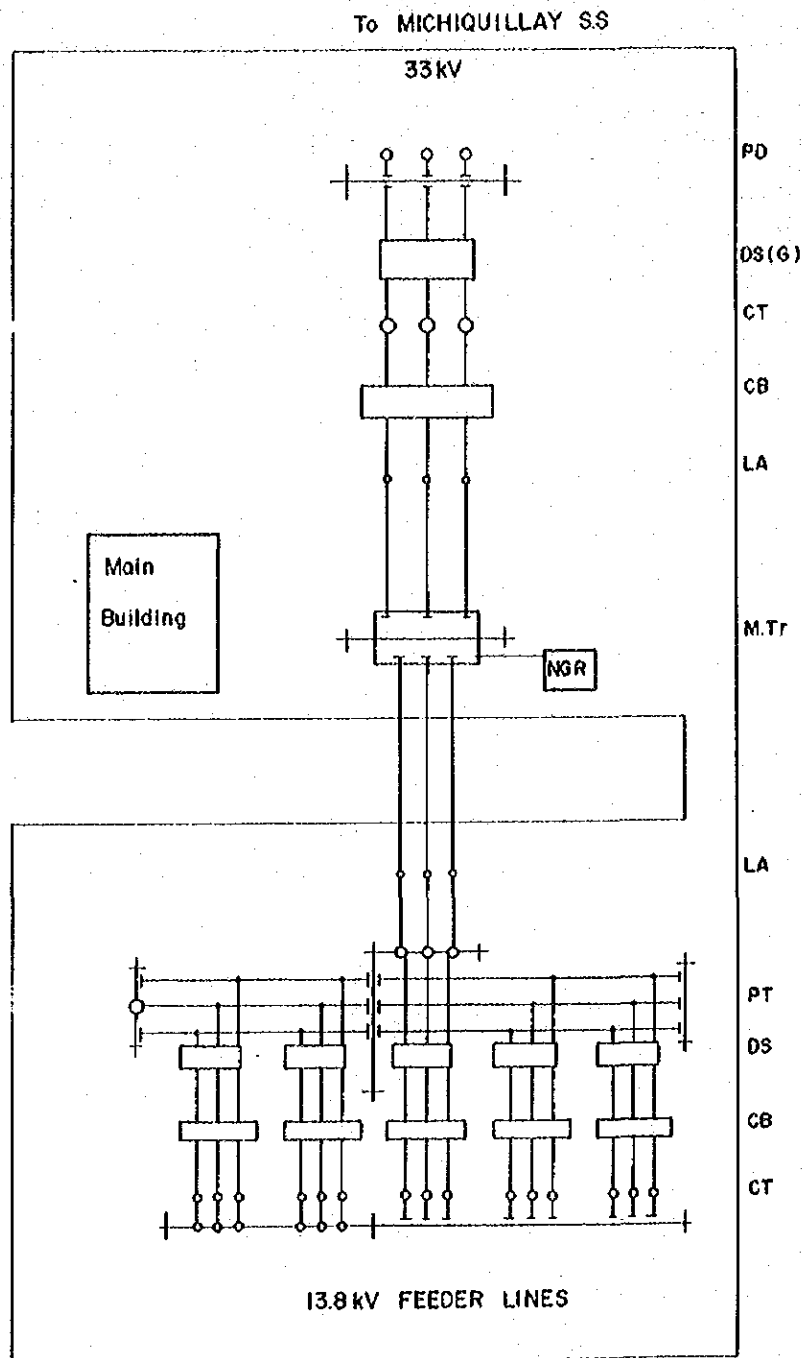 To MICHIQUILLAY S.S
33kV
PD
DS(G)
CT
CB
LA
Main
Building
M.Tr
NGR
LA
PT
DS
CB
CT
13.8kV FEEDER LINES